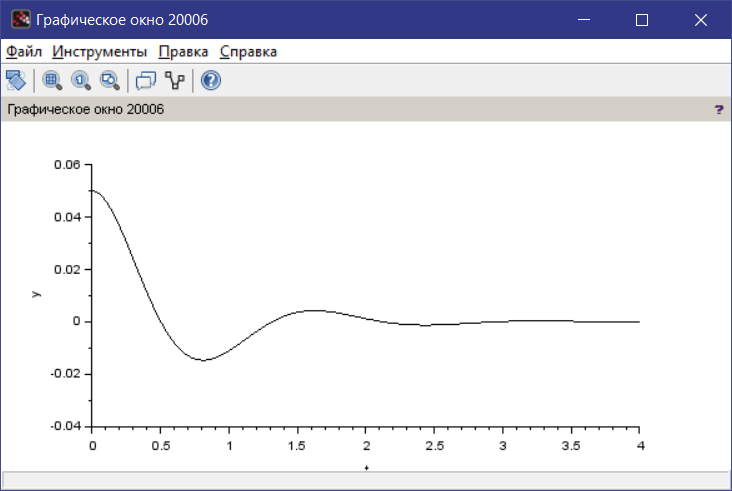 Графическое окно 20006
Файл Инструменты Правка Справка
Графическое окно 20006 ?
0.06
0.04
0.02
y
0
-0.02
-0.04
0 0.5 1 1.5 2 2.5 3 3.5 4